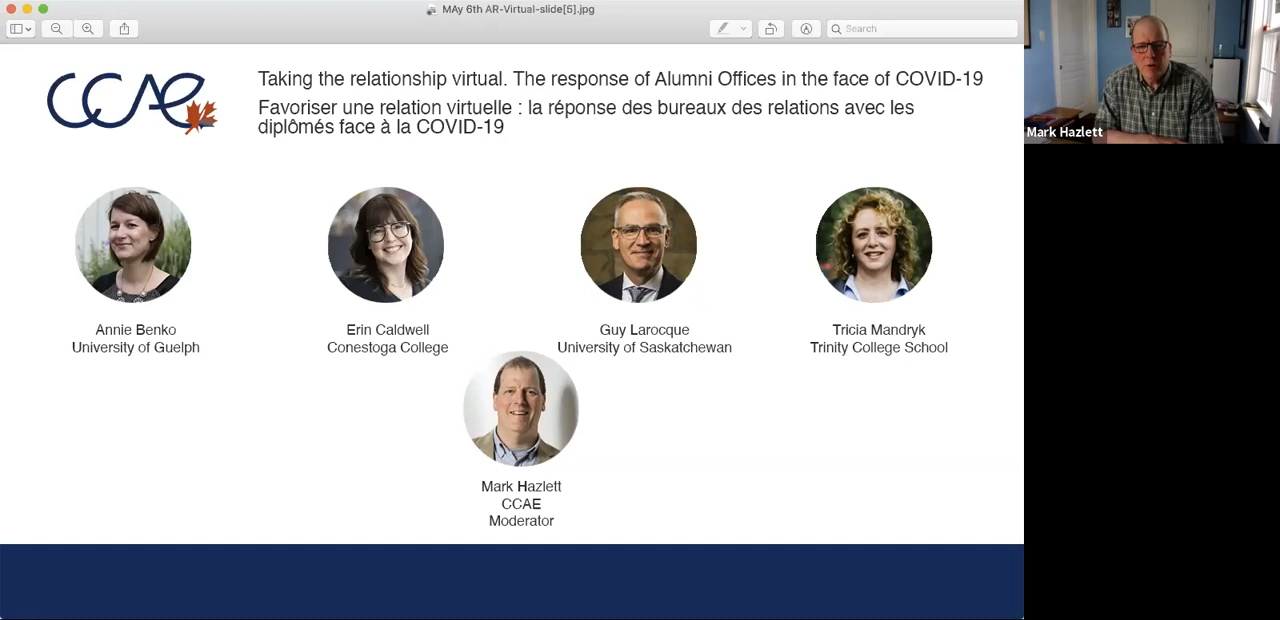 MAy 6th AR-Virtual-slide[5].jpg
Search
CCAE
Taking the relationship virtual. The response of Alumni Offices in the face of COVID-19
Favoriser une relation virtuelle : la réponse des bureaux des relations avec les
diplômés face à la COVID-19
Mark Hazlett
Annie Benko
University of Guelph
Erin Caldwell
Conestoga College
Guy Larocque
University of Saskatchewan
Tricia Mandryk
Trinity College School
Mark Hazlett
CCAE
Moderator